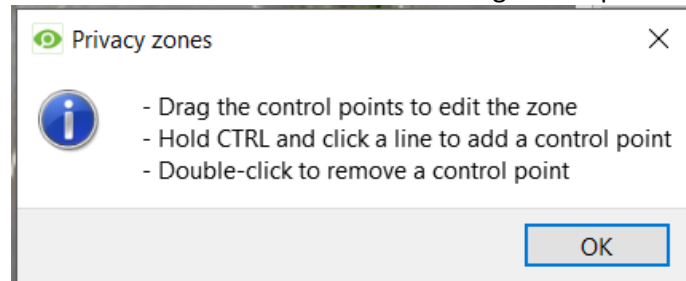 Privacy zones
- Drag the control points to edit the zone
- Hold CTRL and click a line to add a control point
- Double-click to remove a control point
OK